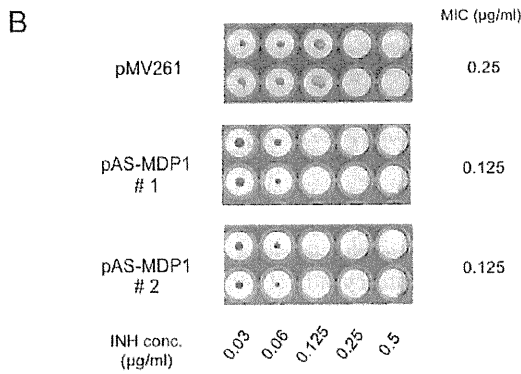 B
MIC (µg/ml)
pMV261
0.25
pAS-MDP1
# 1
0.125
pAS-MDP1
# 2
0.125
INH conc.
(µg/ml)
0.03
0.06
0.125
0.25
0.5